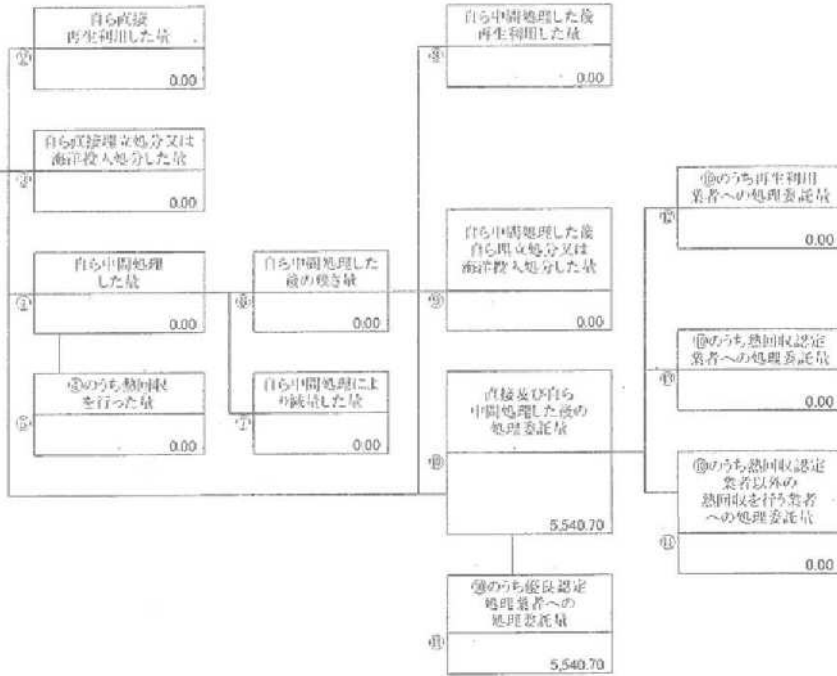 自ら直接
再生利用した量
②
0.00
自ら中間処理した後
再生利用した量
⑧
0.00
自ら直接埋立処分又は
海洋投入処分した量
③
0.00
⑩のうち再生利用
業者への処理委託量
⑫
0.00
自ら中間処理
した量
④
0.00
自ら中間処理した
後の残さ量
⑥
0.00
自ら中間処理した後
自ら埋立処分又は
海洋投入処分した量
⑨
0.00
⑩のうち熱回収認定
業者への処理委託量
⑬
0.00
④のうち熱回収
を行った量
⑤
0.00
自ら中間処理によ
り減量した量
⑦
0.00
直接及び自ら
中間処理した後の
処理委託量
⑩
5,540.70
⑩のうち熱回収認定
業者以外の
熱回収を行う業者
への処理委託量
⑭
0.00
⑩のうち優良認定
処理業者への
処理委託量
⑪
5,540.70